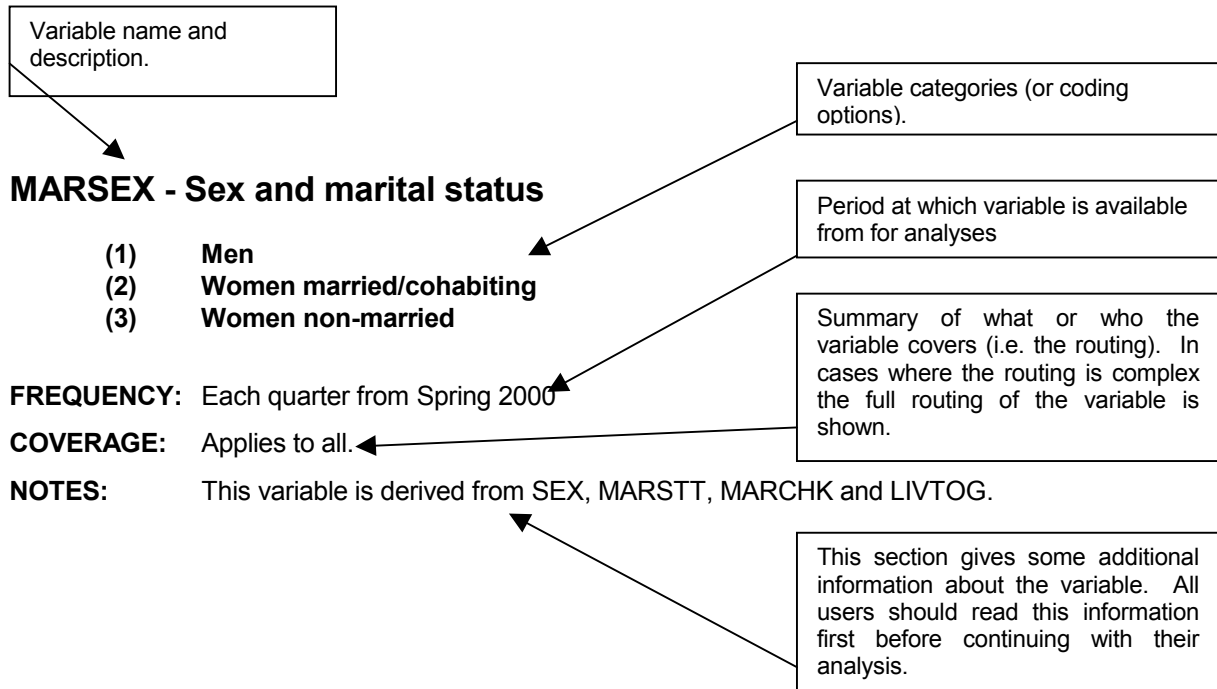 Variable name and
description.
Variable categories (or coding
options).
MARSEX - Sex and marital status
Period at which variable is available
from for analyses
(1) Men
(2) Women married/cohabiting
(3) Women non-married
Summary of what or who the
variable covers (i.e. the routing). In
cases where the routing is complex
the full routing of the variable is
shown.
FREQUENCY: Each quarter from Spring 2000
COVERAGE: Applies to all.
NOTES: This variable is derived from SEX, MARSTT, MARCHK and LIVTOG.
This section gives some additional
information about the variable. All
users should read this information
first before continuing with their
analysis.